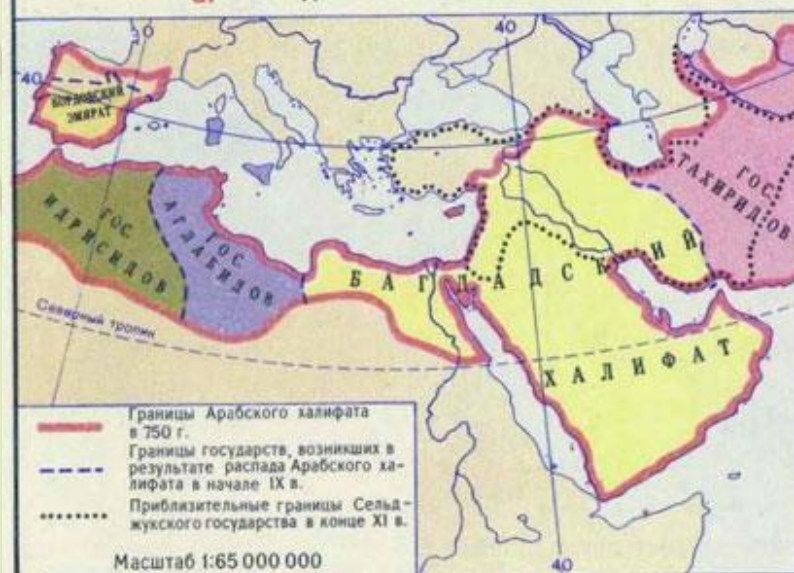 0
40
40
КОРДОВСКИЙ
ЭМИРАТ
ГОС.
ИДРИСИДОВ
ГОС.
АГЛАБИДОВ
ГОС.
ТАХИРИДОВ
БАГДАДСКИЙ
ХАЛИФАТ
Северный тропик
Границы Арабского халифата
в 750 г.
Границы государств, возникших в
результате распада Арабского ха-
лифата в начале IX в.
Приблизительные границы Сельд-
жукского государства в конце XI в.
Масштаб 1:65 000 000
40